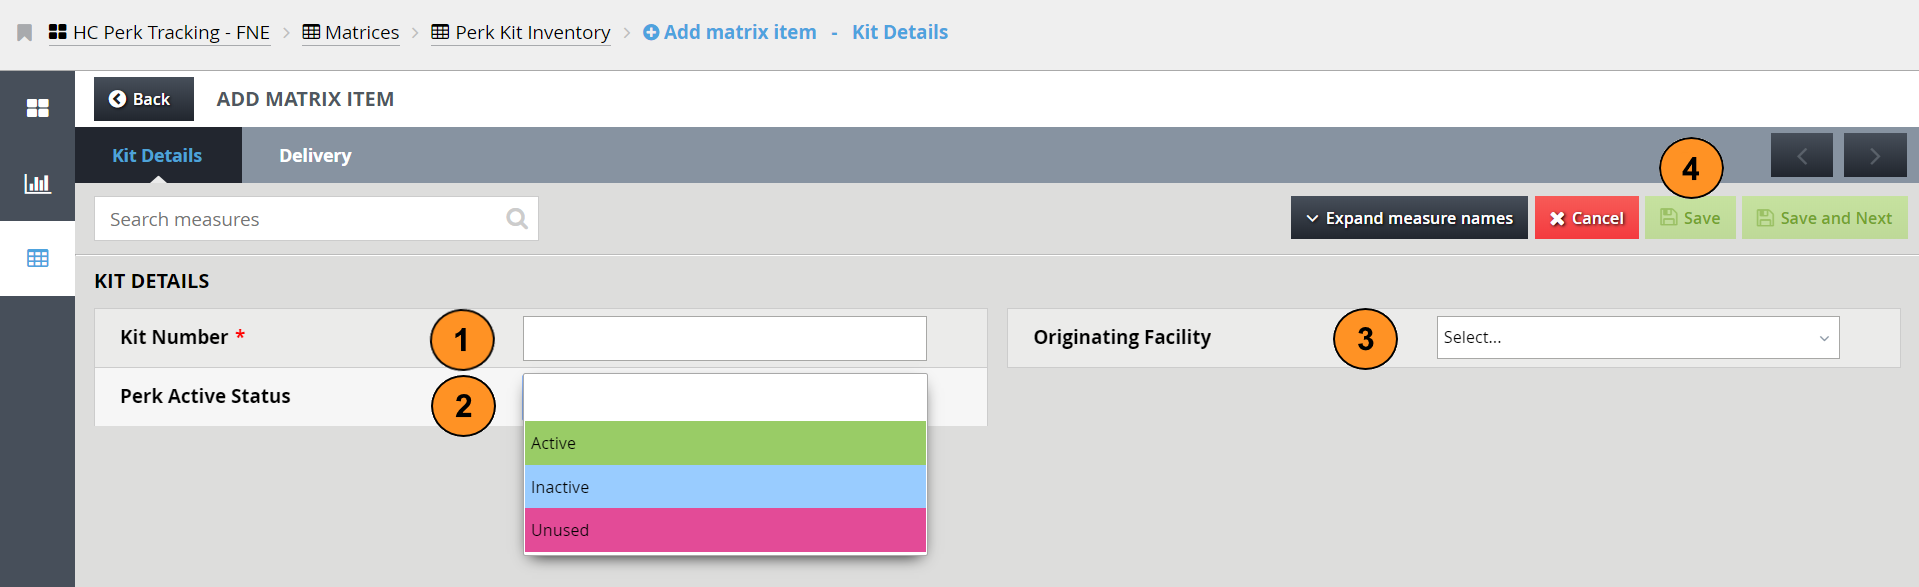 HC Perk Tracking - FNE > Matrices > Perk Kit Inventory > Add matrix item - Kit Details
Back ADD MATRIX ITEM
Kit Details Delivery
4
Search measures Expand measure names Cancel Save Save and Next
KIT DETAILS
Kit Number * 1 Originating Facility 3 Select...
Perk Active Status 2
Active
Inactive
Unused